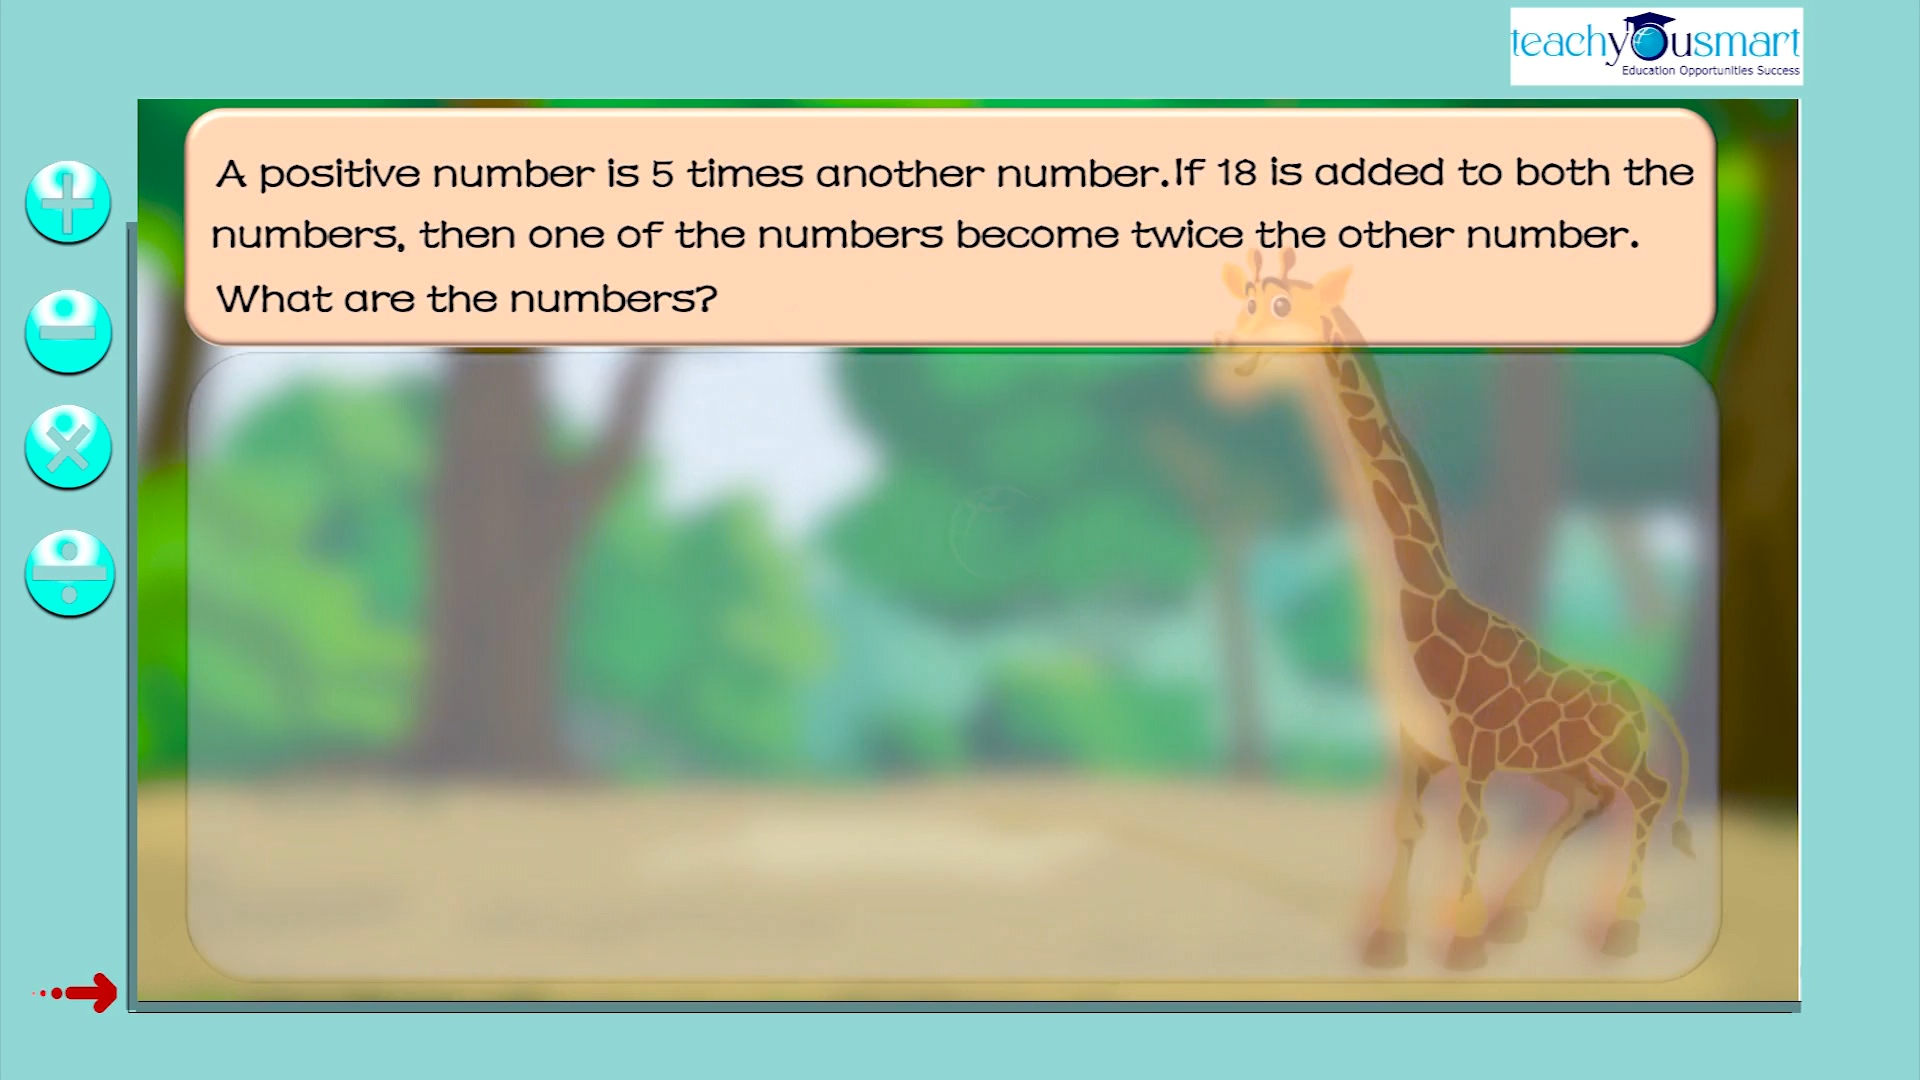 teachyousmart
Education Opportunities Success
A positive number is 5 times another number.If 18 is added to both the
numbers, then one of the numbers become twice the other number.
What are the numbers?